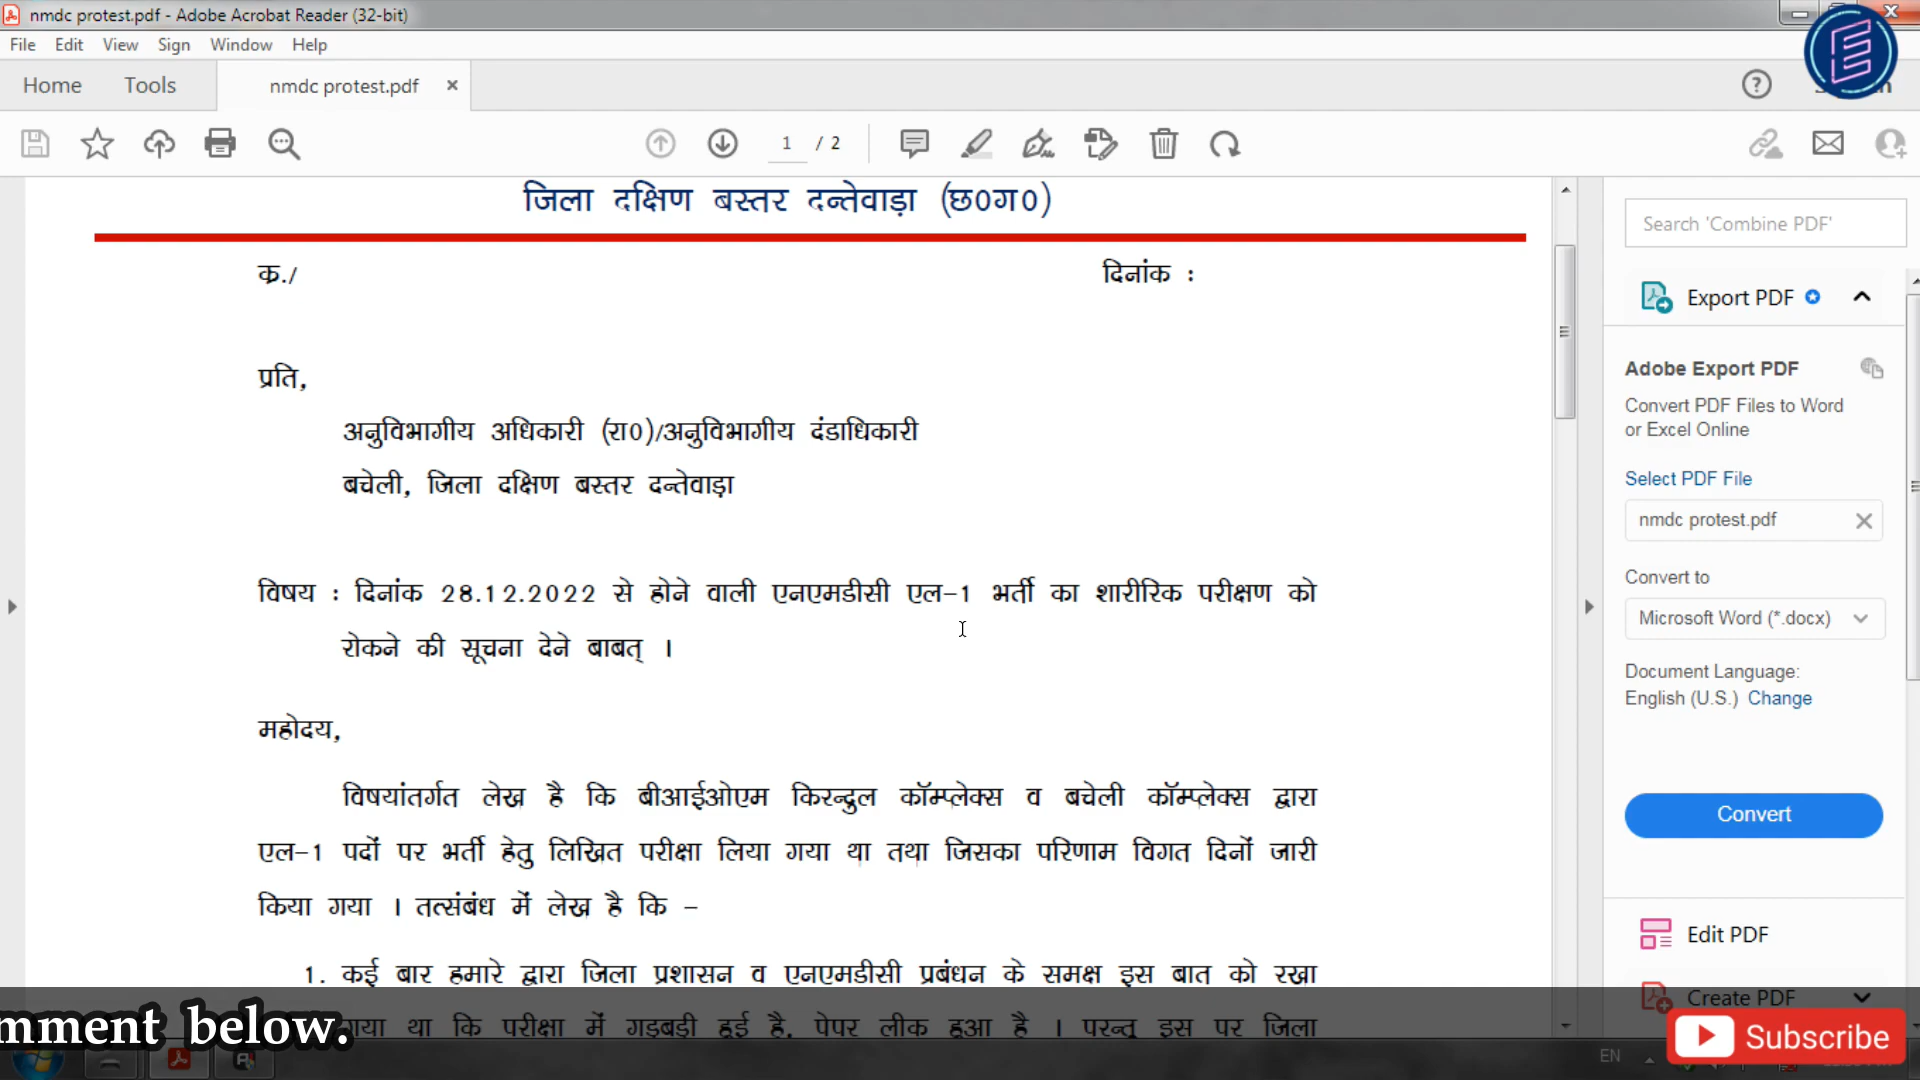 nmdc protest.pdf - Adobe Acrobat Reader (32-bit)
File Edit View Sign Window Help
Home Tools nmdc protest.pdf
1 / 2
जिला दक्षिण बस्तर दन्तेवाड़ा (छ0ग0)
क्र./ दिनांक :
प्रति,
अनुविभागीय अधिकारी (रा0)/अनुविभागीय दंडाधिकारी
बचेली, जिला दक्षिण बस्तर दन्तेवाड़ा
विषय : दिनांक 28.12.2022 से होने वाली एनएमडीसी एल-1 भर्ती का शारीरिक परीक्षण को
रोकने की सूचना देने बाबत् ।
महोदय,
विषयांतर्गत लेख है कि बीआईओएम किरन्दुल कॉम्प्लेक्स व बचेली कॉम्प्लेक्स द्वारा
एल-1 पदों पर भर्ती हेतु लिखित परीक्षा लिया गया था तथा जिसका परिणाम विगत दिनों जारी
किया गया । तत्संबंध में लेख है कि -
1. कई बार हमारे द्वारा जिला प्रशासन व एनएमडीसी प्रबंधन के समक्ष इस बात को रखा
गया था कि परीक्षा में गड़बड़ी हुई है, पेपर लीक हुआ है । परन्तु इस पर जिला
Search 'Combine PDF'
Export PDF
Adobe Export PDF
Convert PDF Files to Word
or Excel Online
Select PDF File
nmdc protest.pdf
Convert to
Microsoft Word (*.docx)
Document Language:
English (U.S.) Change
Convert
Edit PDF
Create PDF
mment below.
Subscribe
EN